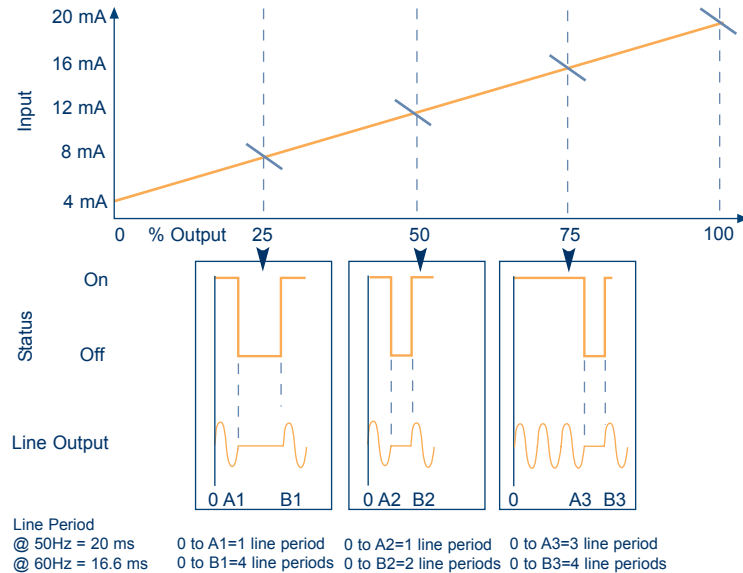 20 mA
16 mA
12 mA
8 mA
4 mA
Input
0 % Output 25 50 75 100
On
Off
Status
Line Output
0 A1 B1
0 A2 B2
0 A3 B3
Line Period
@ 50Hz = 20 ms
@ 60Hz = 16.6 ms
0 to A1=1 line period
0 to B1=4 line periods
0 to A2=1 line period
0 to B2=2 line periods
0 to A3=3 line period
0 to B3=4 line periods